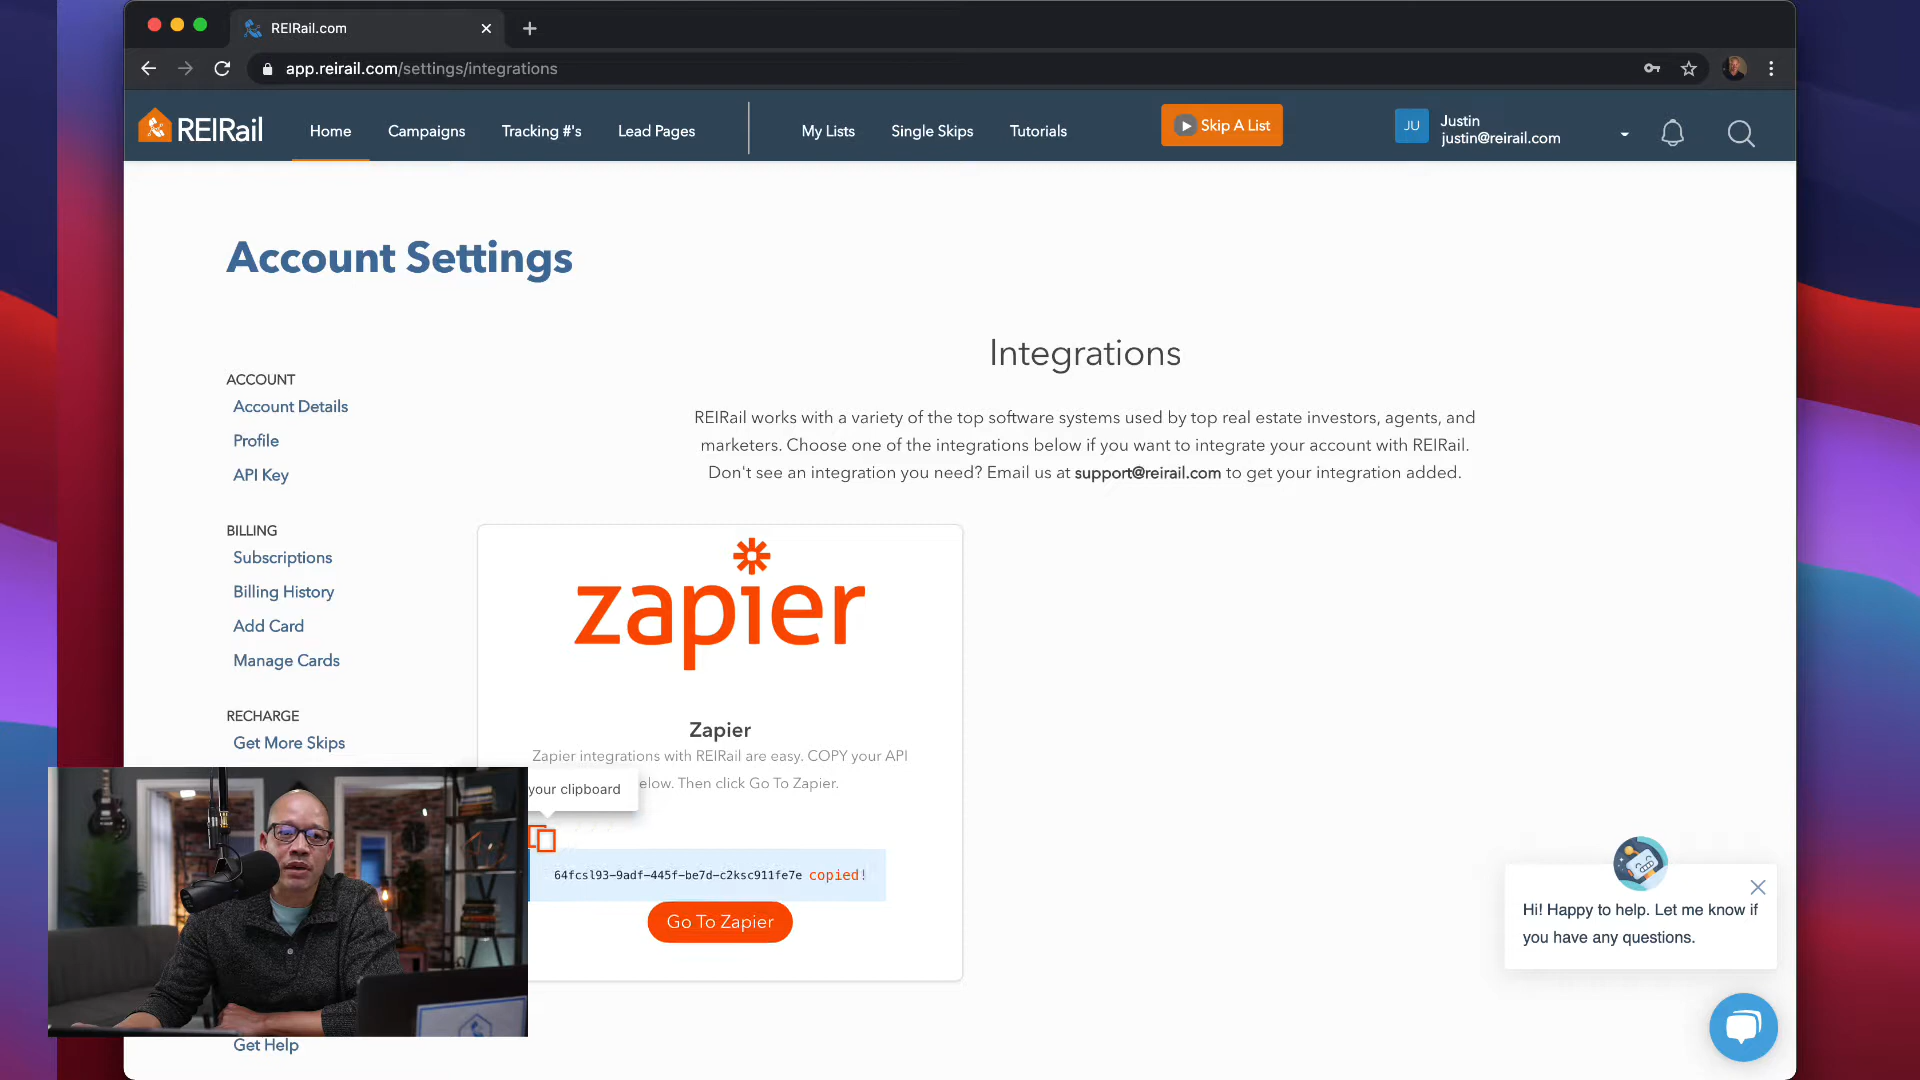 REIRail.com
app.reirail.com/settings/integrations
REIRail
Home
Campaigns
Tracking #'s
Lead Pages
My Lists
Single Skips
Tutorials
Skip A List
JU
Justin
justin@reirail.com
Account Settings
ACCOUNT
Account Details
Profile
API Key
BILLING
Subscriptions
Billing History
Add Card
Manage Cards
RECHARGE
Get More Skips
Get Help
Integrations
REIRail works with a variety of the top software systems used by top real estate investors, agents, and
marketers. Choose one of the integrations below if you want to integrate your account with REIRail.
Don't see an integration you need? Email us at support@reirail.com to get your integration added.
zapier
Zapier
Zapier integrations with REIRail are easy. COPY your API
elow. Then click Go To Zapier.
your clipboard
64fcsl93-9adf-445f-be7d-c2ksc911fe7e copied!
Go To Zapier
Hi! Happy to help. Let me know if
you have any questions.